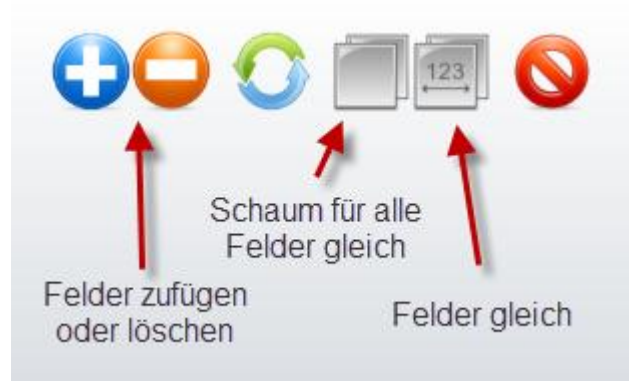 123
Schaum für alle
Felder gleich
Felder zufügen
oder löschen
Felder gleich